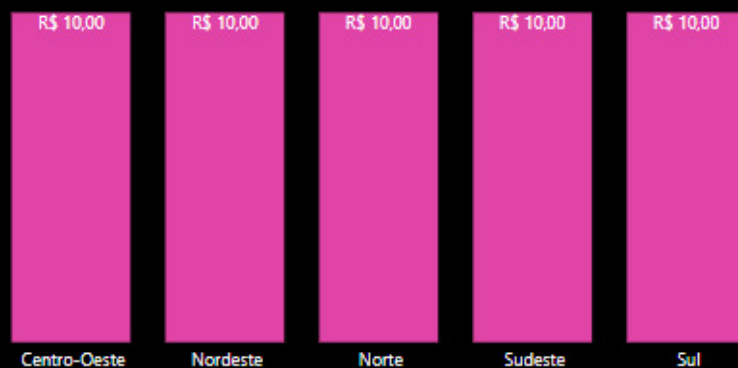 R$ 10,00 R$ 10,00 R$ 10,00 R$ 10,00 R$ 10,00
Centro-Oeste Nordeste Norte Sudeste Sul